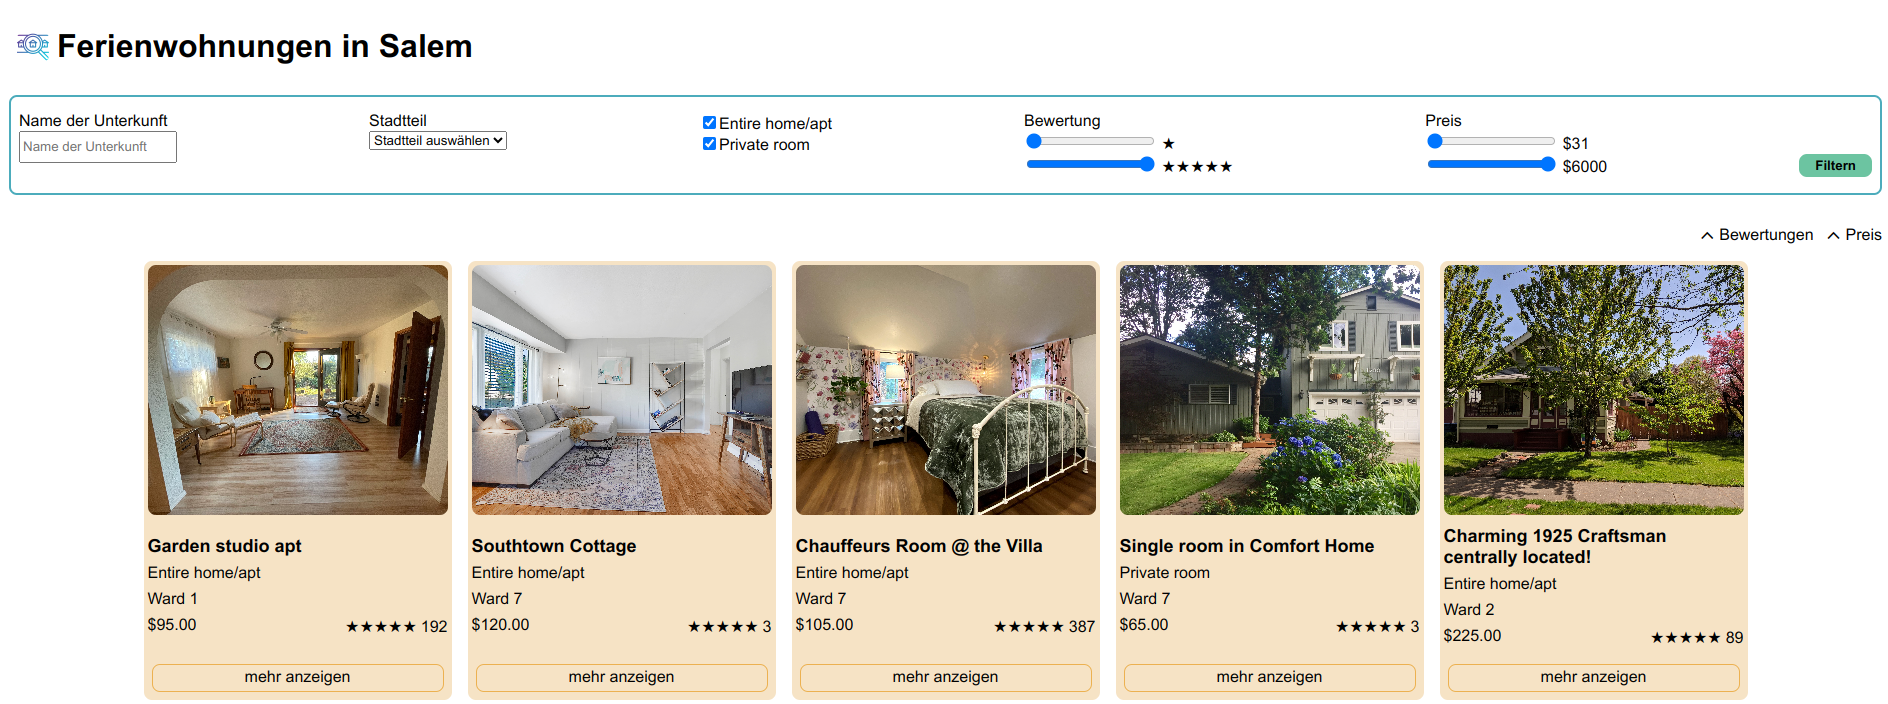 Ferienwohnungen in Salem
Name der Unterkunft
Name der Unterkunft
Stadtteil
Stadtteil auswählen
Entire home/apt
Private room
Bewertung
★
★★★★★
Preis
$31
$6000
Filtern
Bewertungen
Preis
Garden studio apt
Entire home/apt
Ward 1
$95.00
★★★★★ 192
mehr anzeigen
Southtown Cottage
Entire home/apt
Ward 7
$120.00
★★★★★ 3
mehr anzeigen
Chauffeurs Room @ the Villa
Entire home/apt
Ward 7
$105.00
★★★★★ 387
mehr anzeigen
Single room in Comfort Home
Private room
Ward 7
$65.00
★★★★★ 3
mehr anzeigen
Charming 1925 Craftsman
centrally located!
Entire home/apt
Ward 2
$225.00
★★★★★ 89
mehr anzeigen